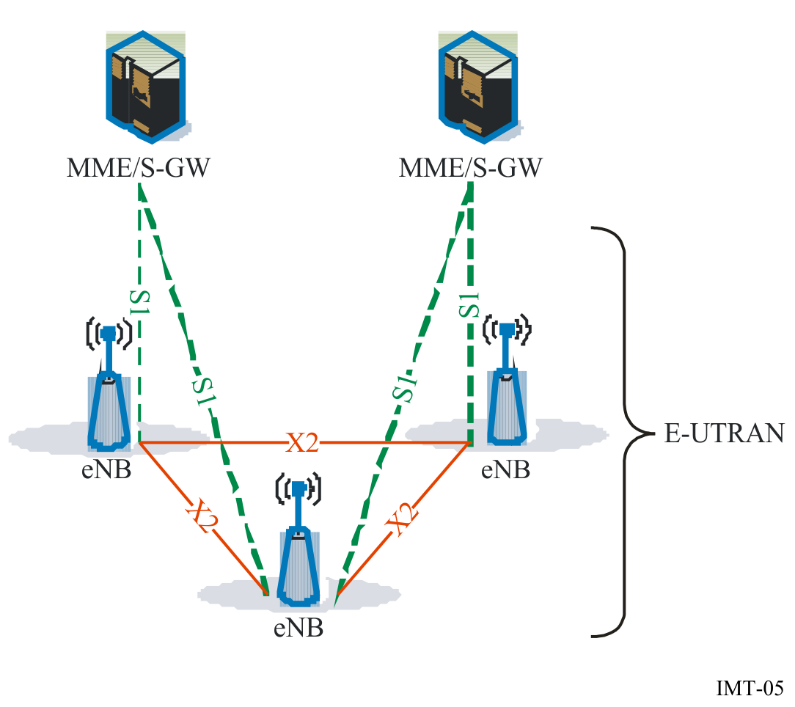 MME/S-GW
MME/S-GW
S1
S1
S1
S1
X2
E-UTRAN
eNB
eNB
X2
X2
eNB
IMT-05